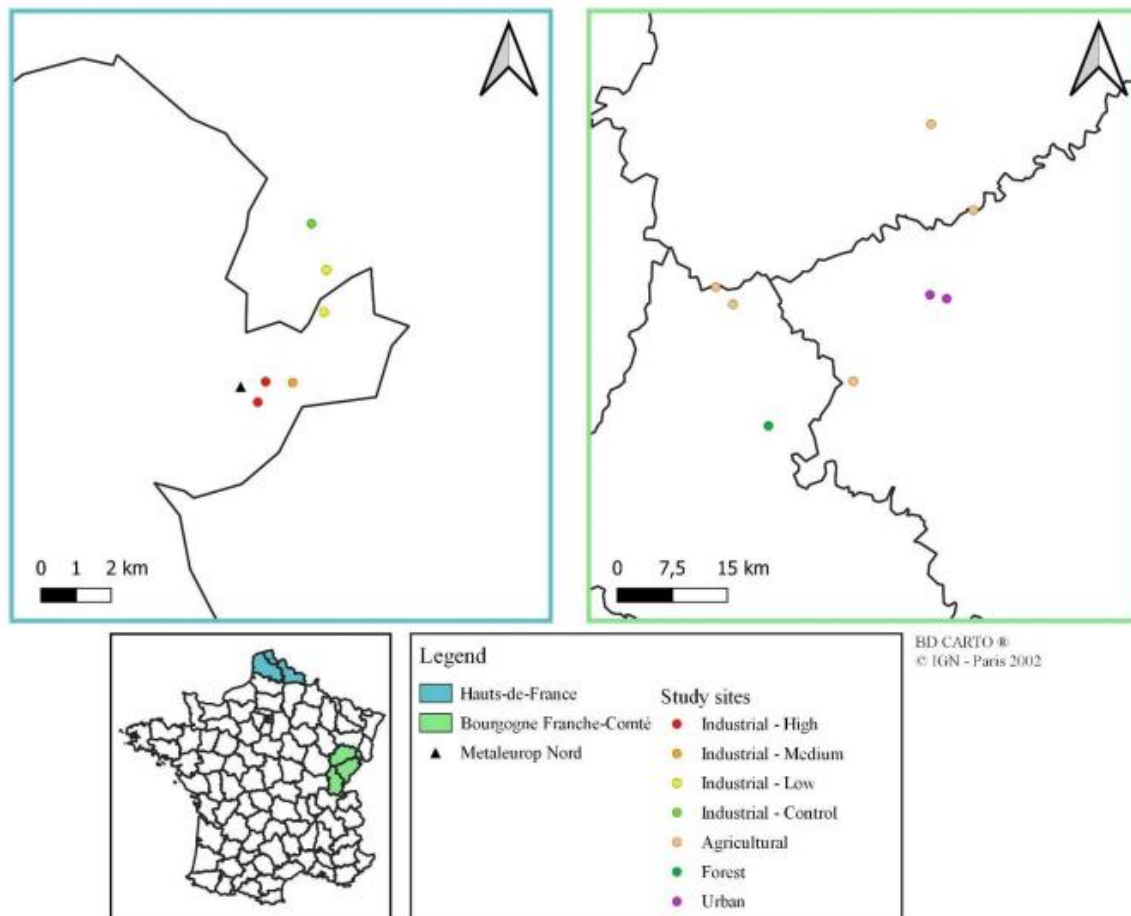 0 1 2 km
0 7,5 15 km
BD CARTO ®
© IGN - Paris 2002
Legend
Hauts-de-France
Bourgogne Franche-Comté
Metaleurop Nord
Study sites
Industrial - High
Industrial - Medium
Industrial - Low
Industrial - Control
Agricultural
Forest
Urban